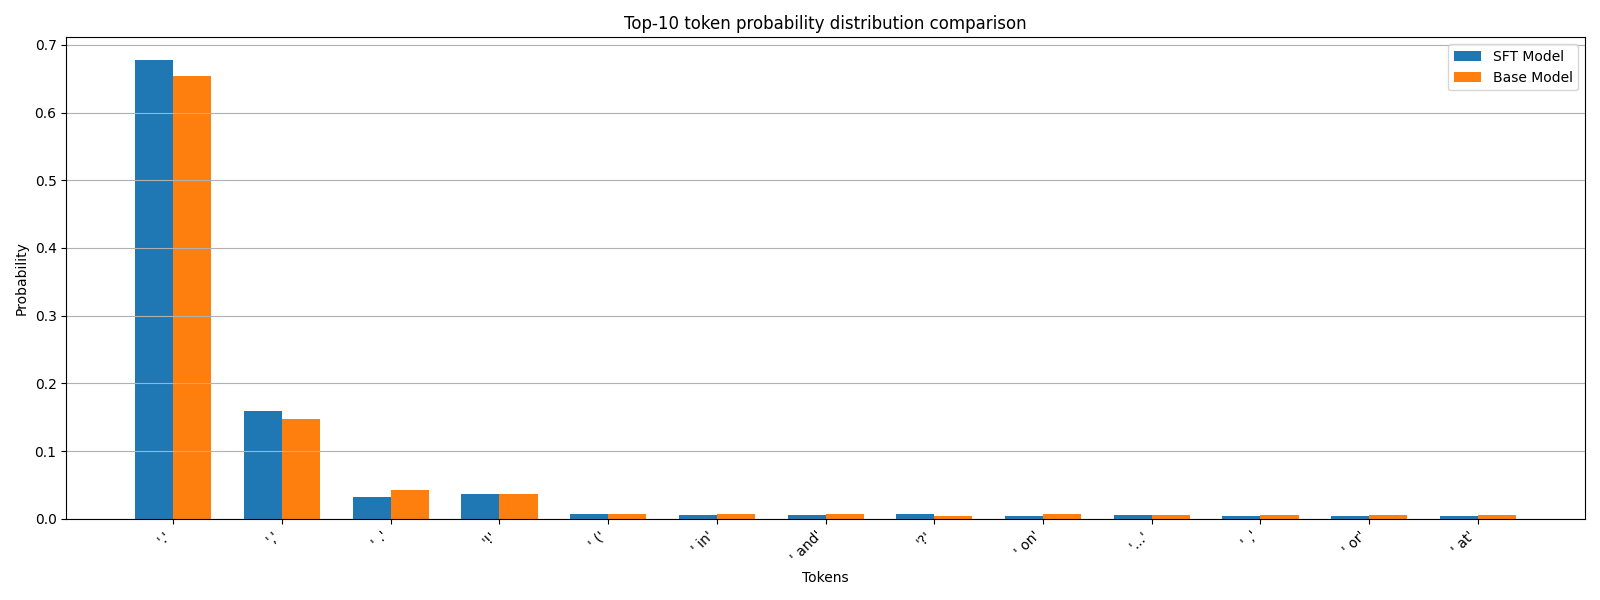 Top-10 token probability distribution comparison
SFT Model
Base Model
0.7
0.6
0.5
0.4
0.3
0.2
0.1
0.0
Probability
'.'
','
' .'
'!'
' ('
' in'
' and'
'?'
' on'
'...'
' ,'
' or'
' at'
Tokens